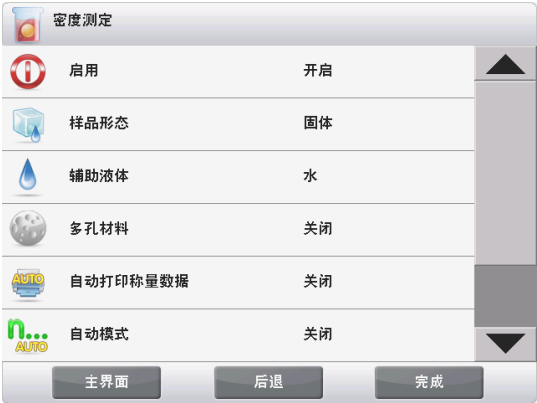 密度测定
启用 开启
样品形态 固体
辅助液体 水
多孔材料 关闭
AUTO 自动打印称量数据 关闭
n... AUTO 自动模式 关闭
主界面 后退 完成